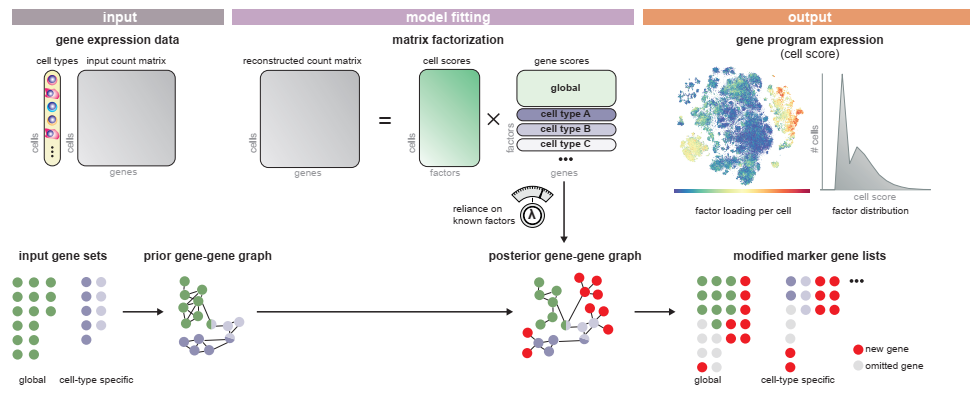 input
model fitting
output
gene expression data
matrix factorization
gene program expression
(cell score)
cell types
input count matrix
reconstructed count matrix
cell scores
gene scores
cells
cells
genes
cells
genes
=
cells
factors
×
factors
global
cell type A
cell type B
cell type C
•••
genes
# cells
cell score
factor loading per cell
factor distribution
reliance on
known factors
λ
input gene sets
prior gene-gene graph
posterior gene-gene graph
modified marker gene lists
•••
new gene
omitted gene
global
cell-type specific
global
cell-type specific